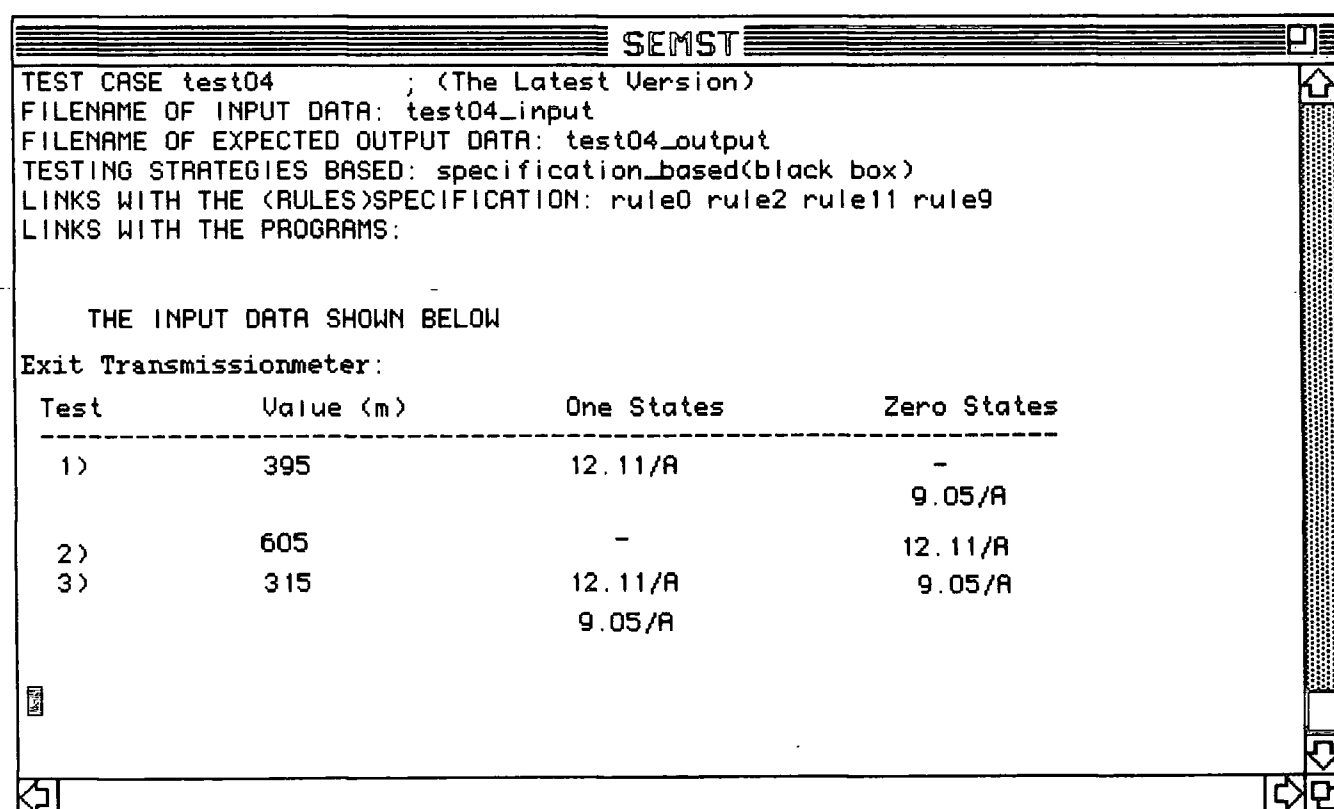 SEMST
TEST CASE test04 ; (The Latest Version)
FILENAME OF INPUT DATA: test04_input
FILENAME OF EXPECTED OUTPUT DATA: test04_output
TESTING STRATEGIES BASED: specification_based(black box)
LINKS WITH THE (RULES)SPECIFICATION: rule0 rule2 rule11 rule9
LINKS WITH THE PROGRAMS:
THE INPUT DATA SHOWN BELOW
Exit Transmissionmeter:
Test Value (m) One States Zero States
--------------------------------------------------------------
1) 395 12.11/A -
9.05/A
2) 605 - 12.11/A
3) 315 12.11/A 9.05/A
9.05/A